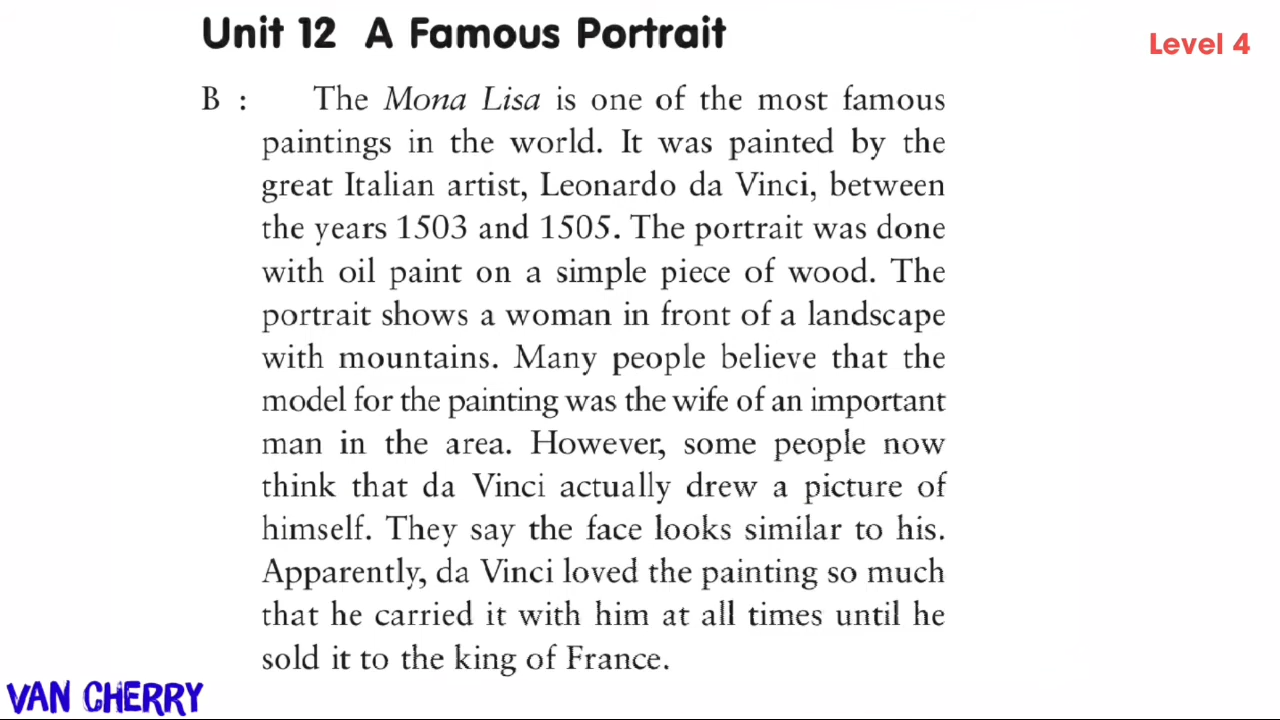 Unit 12 A Famous Portrait
Level 4
B : The Mona Lisa is one of the most famous
paintings in the world. It was painted by the
great Italian artist, Leonardo da Vinci, between
the years 1503 and 1505. The portrait was done
with oil paint on a simple piece of wood. The
portrait shows a woman in front of a landscape
with mountains. Many people believe that the
model for the painting was the wife of an important
man in the area. However, some people now
think that da Vinci actually drew a picture of
himself. They say the face looks similar to his.
Apparently, da Vinci loved the painting so much
that he carried it with him at all times until he
sold it to the king of France.
VAN CHERRY